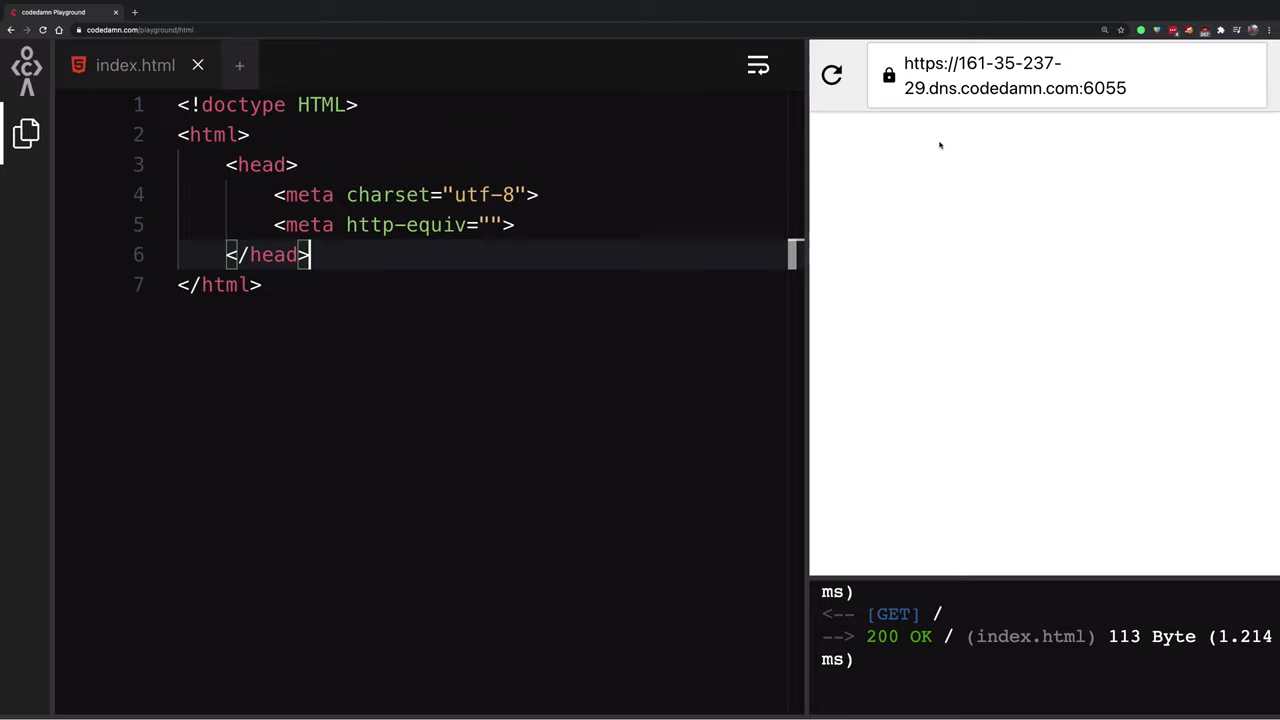 codedamn Playground
codedamn.com/playground/html
index.html
1 <!doctype HTML>
2 <html>
3 <head>
4 <meta charset="utf-8">
5 <meta http-equiv="">
6 </head>
7 </html>
https://161-35-237-
29.dns.codedamn.com:6055
ms)
<-- [GET] /
--> 200 OK / (index.html) 113 Byte (1.214
ms)